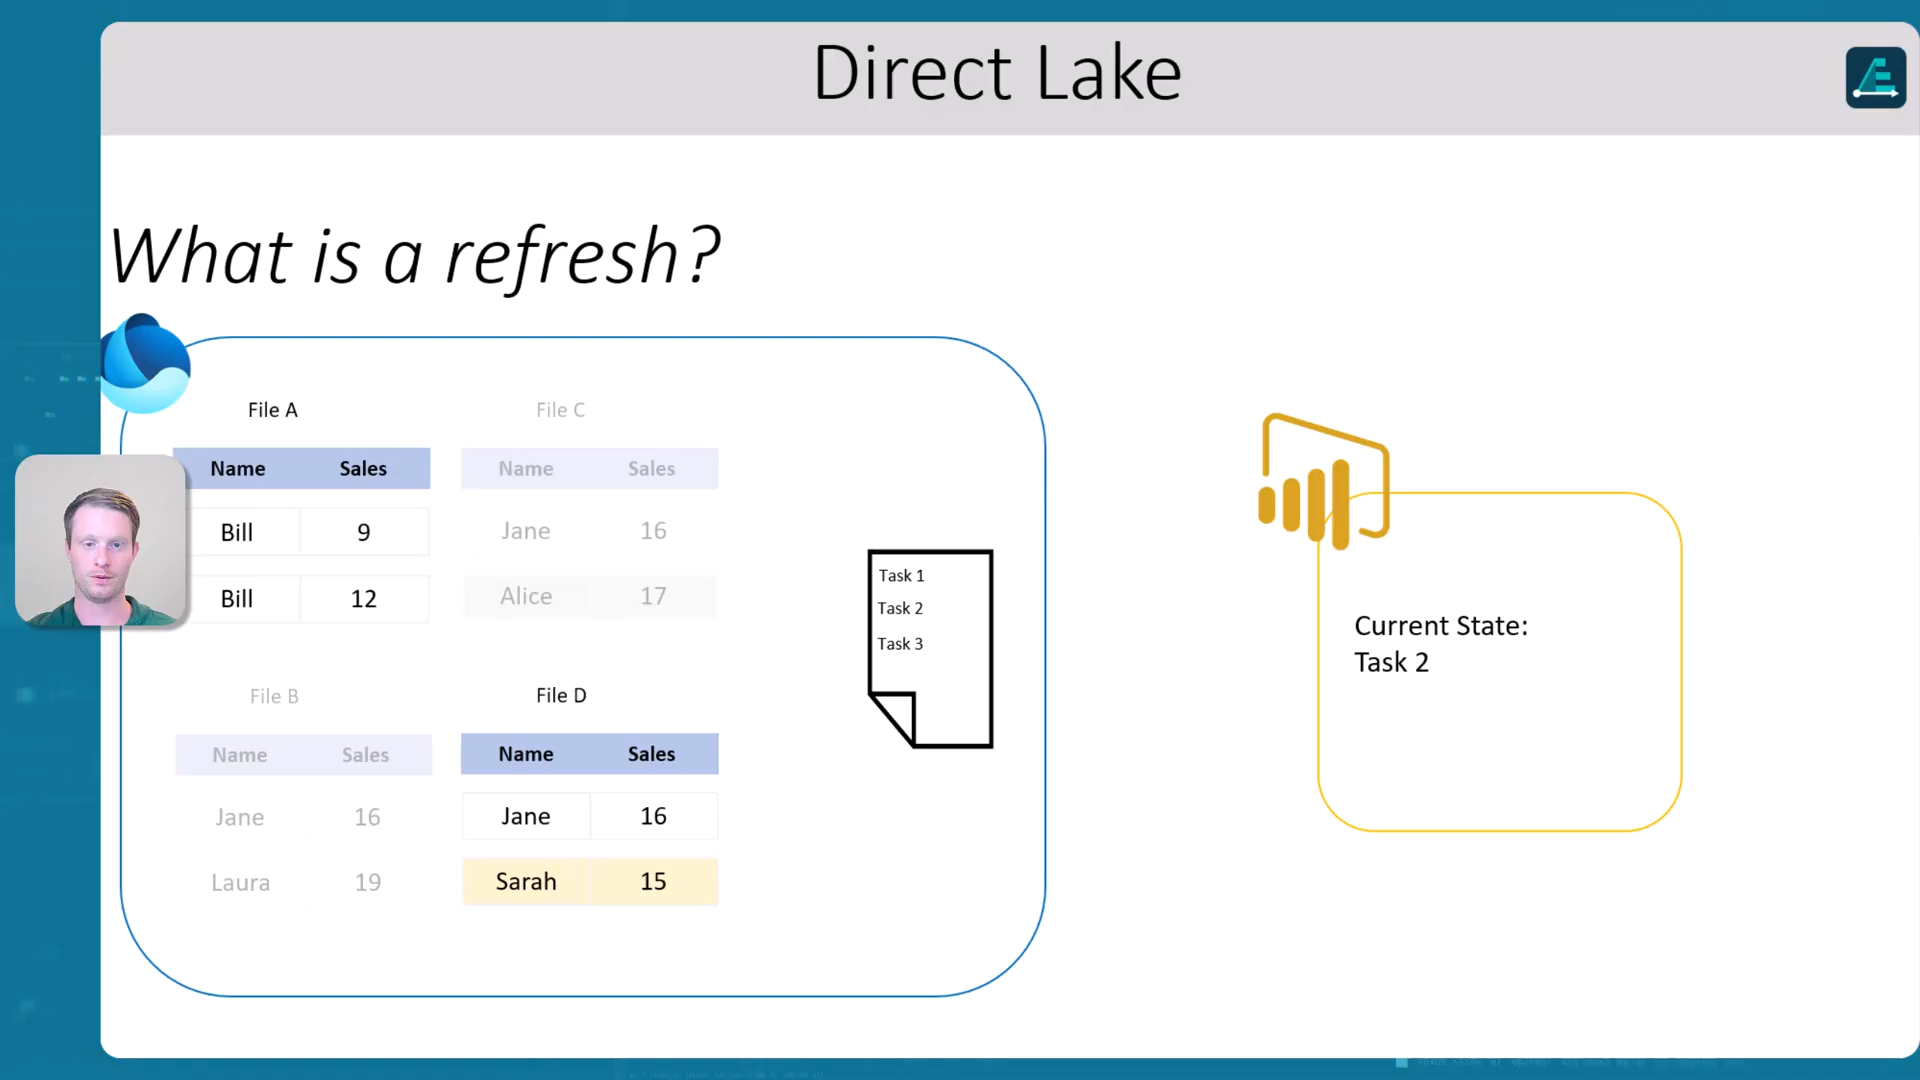 Direct Lake
What is a refresh?
File A
Name Sales
Bill 9
Bill 12
File C
Name Sales
Jane 16
Alice 17
File B
Name Sales
Jane 16
Laura 19
File D
Name Sales
Jane 16
Sarah 15
Task 1
Task 2
Task 3
Current State:
Task 2